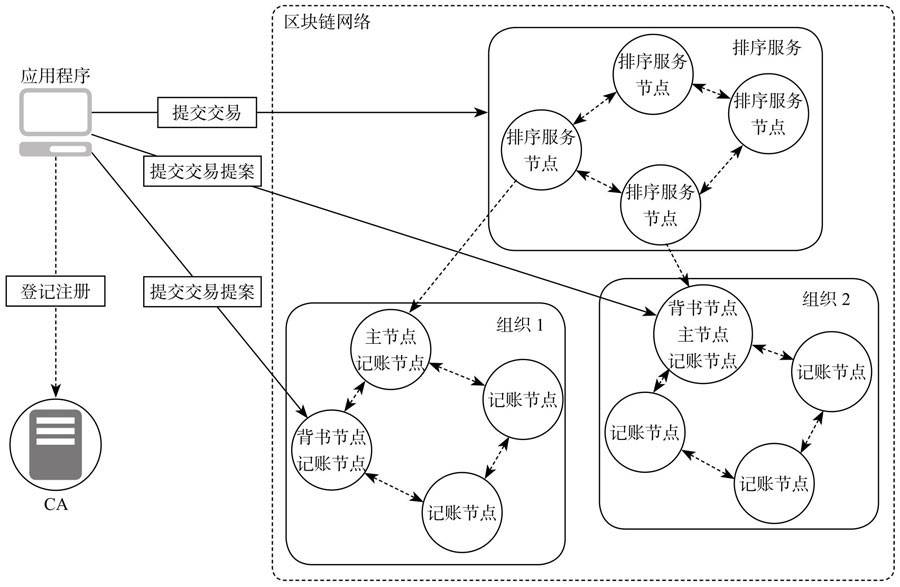 区块链网络
应用程序
排序服务
排序服务
节点
排序服务
节点
提交交易
排序服务
节点
提交交易提案
排序服务
节点
登记注册
提交交易提案
组织 1
组织 2
背书节点
主节点
记账节点
主节点
记账节点
记账节点
记账节点
背书节点
记账节点
记账节点
记账节点
记账节点
CA